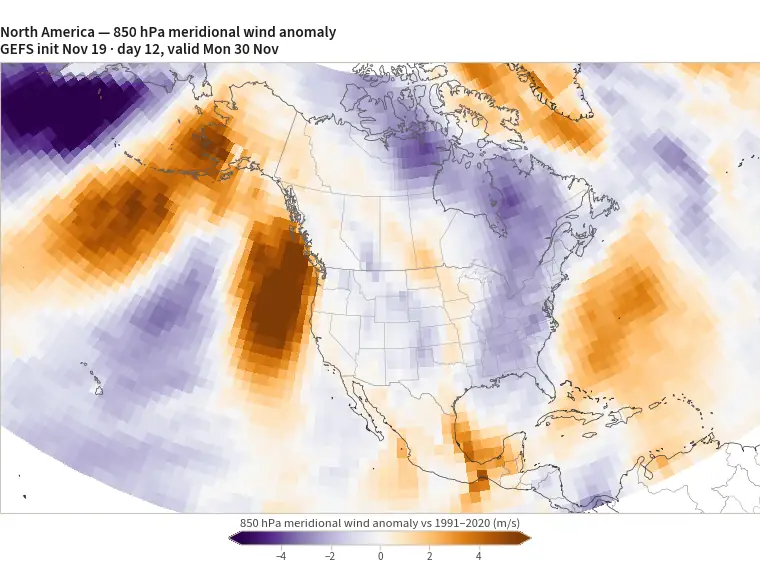 North America — 850 hPa meridional wind anomaly
GEFS init Nov 19 · day 12, valid Mon 30 Nov
850 hPa meridional wind anomaly vs 1991–2020 (m/s)
−4 −2 0 2 4